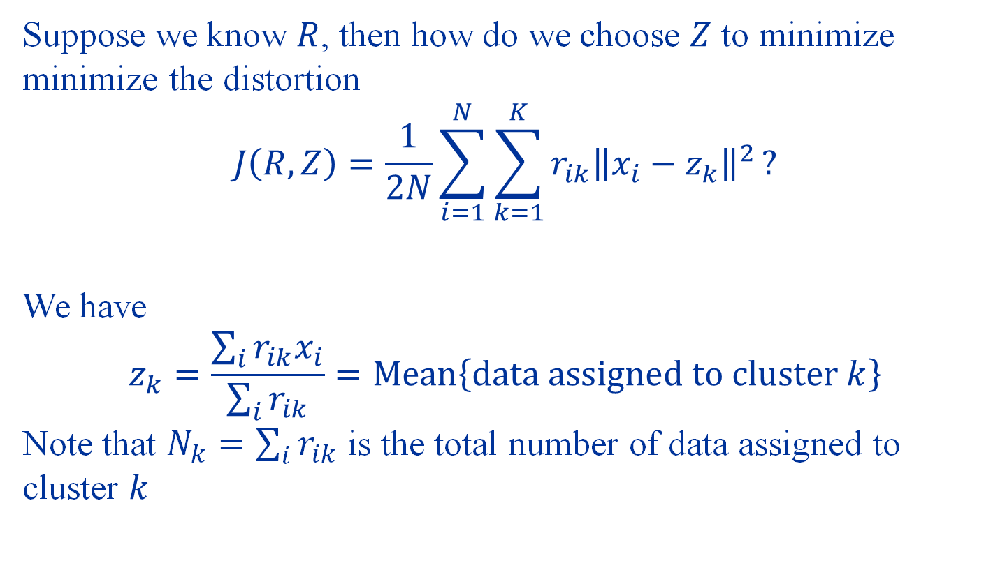 Suppose we know R, then how do we choose Z to minimize
minimize the distortion
J(R, Z) = \frac{1}{2N} \sum_{i=1}^{N} \sum_{k=1}^{K} r_{ik} \|x_i − z_k\|^2 ?
We have
z_k = \frac{\sum_i r_{ik} x_i}{\sum_i r_{ik}} = Mean{data assigned to cluster k}
Note that N_k = \sum_i r_{ik} is the total number of data assigned to
cluster k